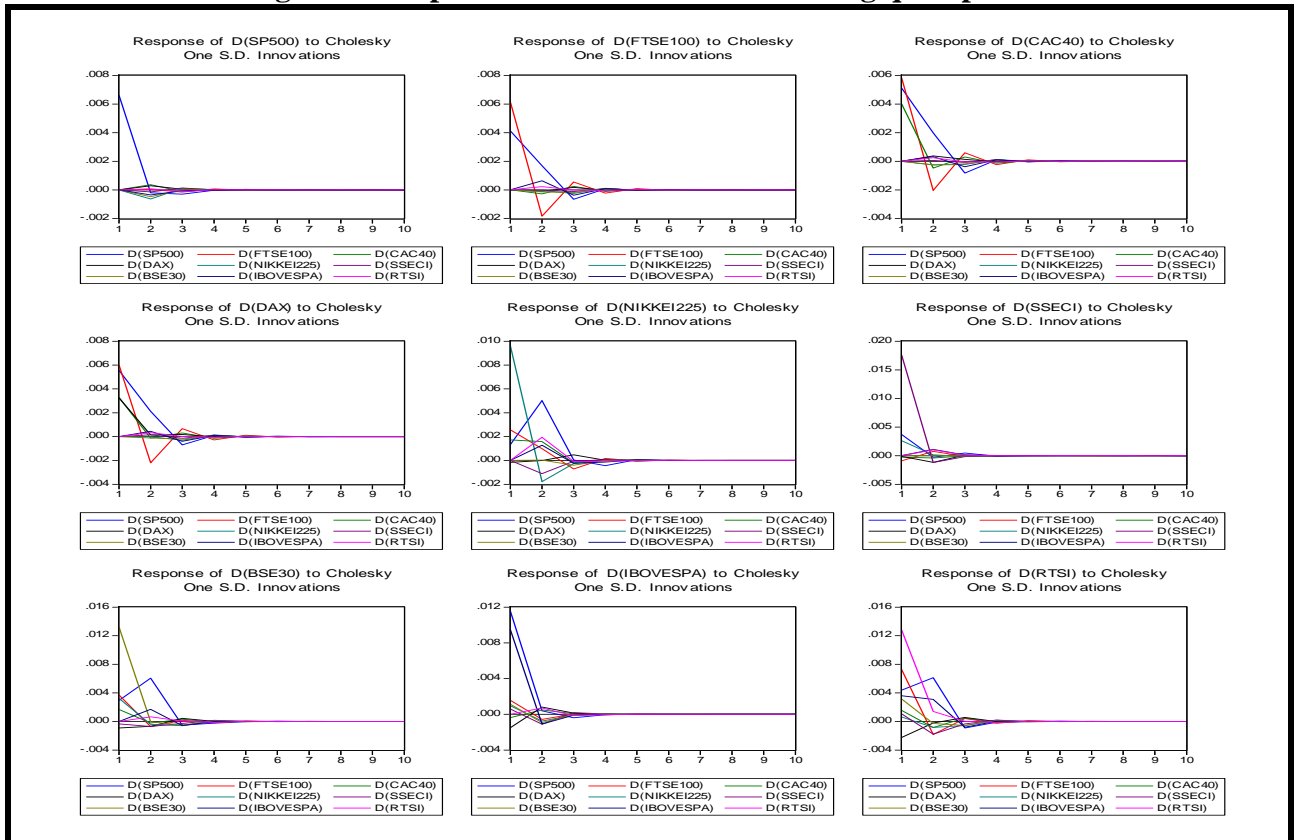 Response of D(SP500) to Cholesky
One S.D. Innovations
.008
.006
.004
.002
.000
-.002
1 2 3 4 5 6 7 8 9 10
D(SP500) D(FTSE100) D(CAC40)
D(DAX) D(NIKKEI225) D(SSECI)
D(BSE30) D(IBOVESPA) D(RTSI)
Response of D(FTSE100) to Cholesky
One S.D. Innovations
.008
.006
.004
.002
.000
-.002
1 2 3 4 5 6 7 8 9 10
D(SP500) D(FTSE100) D(CAC40)
D(DAX) D(NIKKEI225) D(SSECI)
D(BSE30) D(IBOVESPA) D(RTSI)
Response of D(CAC40) to Cholesky
One S.D. Innovations
.006
.004
.002
.000
-.002
-.004
1 2 3 4 5 6 7 8 9 10
D(SP500) D(FTSE100) D(CAC40)
D(DAX) D(NIKKEI225) D(SSECI)
D(BSE30) D(IBOVESPA) D(RTSI)
Response of D(DAX) to Cholesky
One S.D. Innovations
.008
.006
.004
.002
.000
-.002
-.004
1 2 3 4 5 6 7 8 9 10
D(SP500) D(FTSE100) D(CAC40)
D(DAX) D(NIKKEI225) D(SSECI)
D(BSE30) D(IBOVESPA) D(RTSI)
Response of D(NIKKEI225) to Cholesky
One S.D. Innovations
.010
.008
.006
.004
.002
.000
-.002
1 2 3 4 5 6 7 8 9 10
D(SP500) D(FTSE100) D(CAC40)
D(DAX) D(NIKKEI225) D(SSECI)
D(BSE30) D(IBOVESPA) D(RTSI)
Response of D(SSECI) to Cholesky
One S.D. Innovations
.020
.015
.010
.005
.000
-.005
1 2 3 4 5 6 7 8 9 10
D(SP500) D(FTSE100) D(CAC40)
D(DAX) D(NIKKEI225) D(SSECI)
D(BSE30) D(IBOVESPA) D(RTSI)
Response of D(BSE30) to Cholesky
One S.D. Innovations
.016
.012
.008
.004
.000
-.004
1 2 3 4 5 6 7 8 9 10
D(SP500) D(FTSE100) D(CAC40)
D(DAX) D(NIKKEI225) D(SSECI)
D(BSE30) D(IBOVESPA) D(RTSI)
Response of D(IBOVESPA) to Cholesky
One S.D. Innovations
.012
.008
.004
.000
-.004
1 2 3 4 5 6 7 8 9 10
D(SP500) D(FTSE100) D(CAC40)
D(DAX) D(NIKKEI225) D(SSECI)
D(BSE30) D(IBOVESPA) D(RTSI)
Response of D(RTSI) to Cholesky
One S.D. Innovations
.016
.012
.008
.004
.000
-.004
1 2 3 4 5 6 7 8 9 10
D(SP500) D(FTSE100) D(CAC40)
D(DAX) D(NIKKEI225) D(SSECI)
D(BSE30) D(IBOVESPA) D(RTSI)